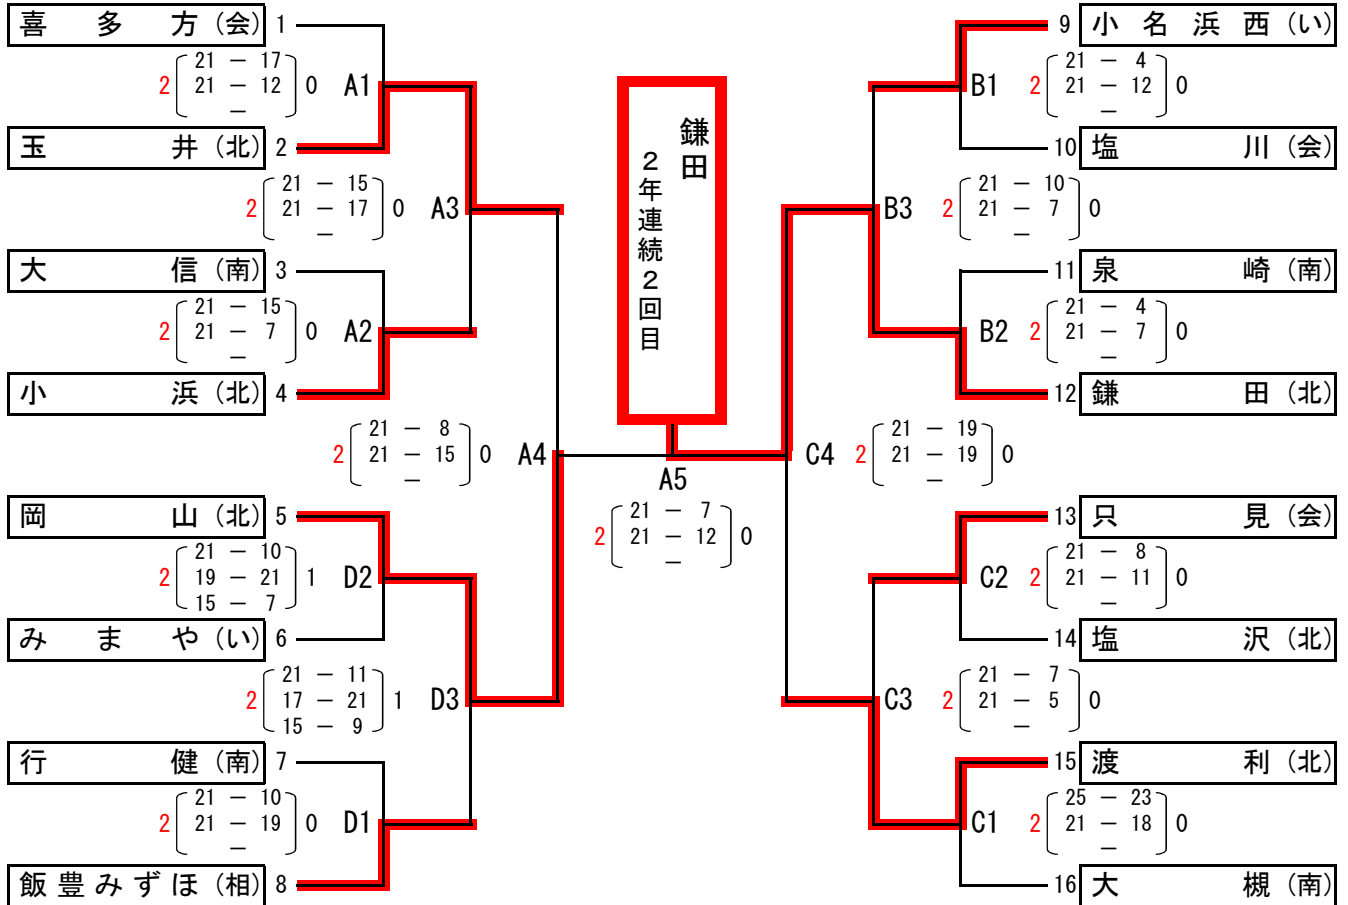 喜多方(会) 1
21 － 17
2 21 － 12 0 A1
－
玉井(北) 2
21 － 15
2 21 － 17 0 A3
－
大信(南) 3
21 － 15
2 21 － 7 0 A2
－
小浜(北) 4
21 － 8
2 21 － 15 0 A4
－
岡山(北) 5
21 － 10
2 19 － 21 1 D2
15 － 7
みまや(い) 6
21 － 11
2 17 － 21 1 D3
15 － 9
行健(南) 7
21 － 10
2 21 － 19 0 D1
－
飯豊みずほ(相) 8
鎌田
２年連続２回目
A5
21 － 7
2 21 － 12 0
－
9 小名浜西(い)
21 － 4
B1 2 21 － 12 0
－
10 塩川(会)
21 － 10
B3 2 21 － 7 0
－
11 泉崎(南)
21 － 4
B2 2 21 － 7 0
－
12 鎌田(北)
21 － 19
C4 2 21 － 19 0
－
13 只見(会)
21 － 8
C2 2 21 － 11 0
－
14 塩沢(北)
21 － 7
C3 2 21 － 5 0
－
15 渡利(北)
25 － 23
C1 2 21 － 18 0
－
16 大槻(南)